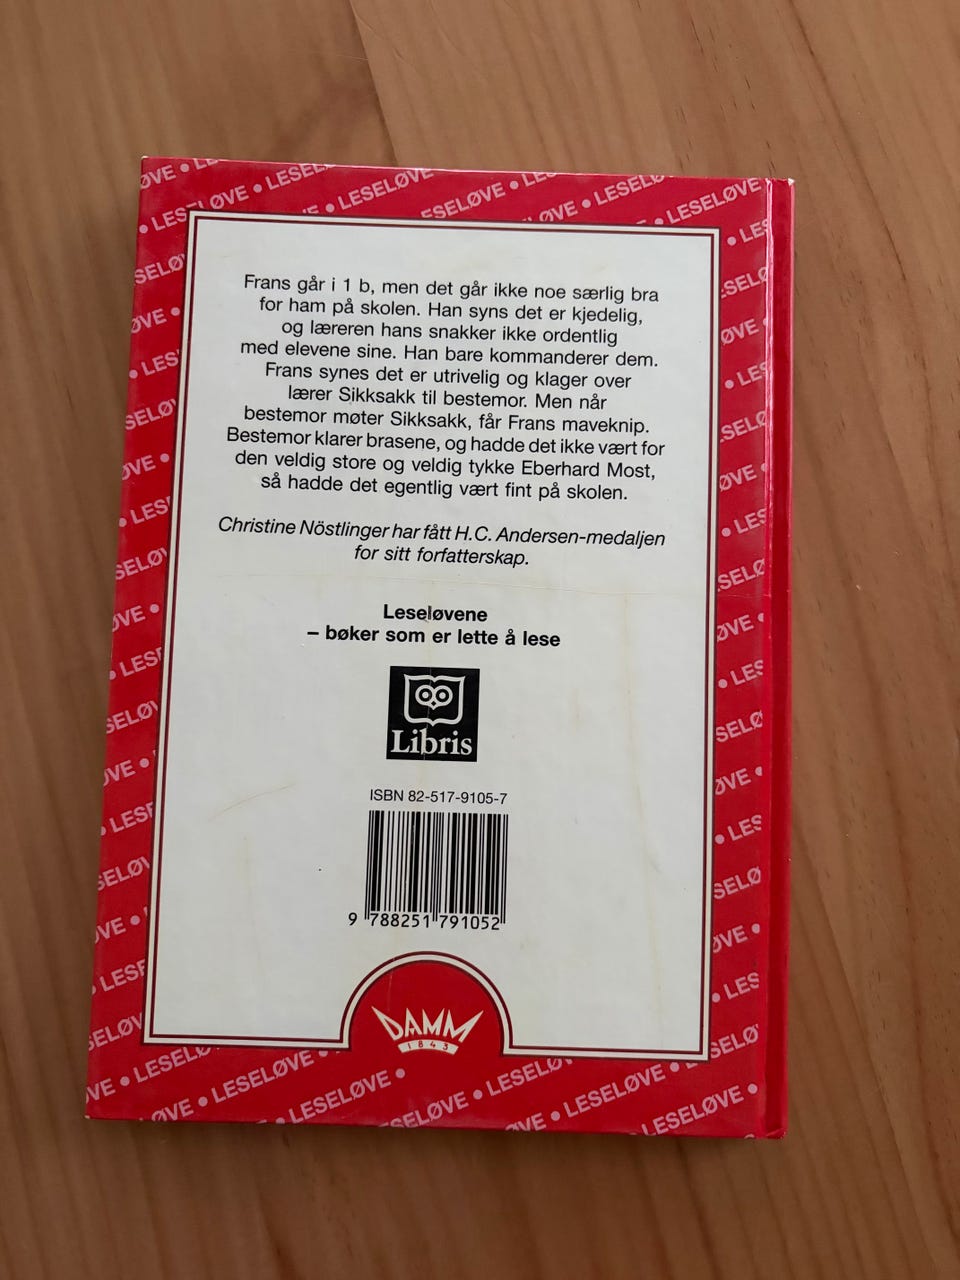 Frans går i 1 b, men det går ikke noe særlig bra
for ham på skolen. Han syns det er kjedelig,
og læreren hans snakker ikke ordentlig
med elevene sine. Han bare kommanderer dem.
Frans synes det er utrivelig og klager over
lærer Sikksakk til bestemor. Men når
bestemor møter Sikksakk, får Frans maveknip.
Bestemor klarer brasene, og hadde det ikke vært for
den veldig store og veldig tykke Eberhard Most,
så hadde det egentlig vært fint på skolen.
Christine Nöstlinger har fått H.C. Andersen-medaljen
for sitt forfatterskap.
Leseløvene
– bøker som er lette å lese
Libris
ISBN 82-517-9105-7
9 788251 791052
DAMM
1843
LESELØVE • LESELØVE •
LESELØVE •
• LESELØVE